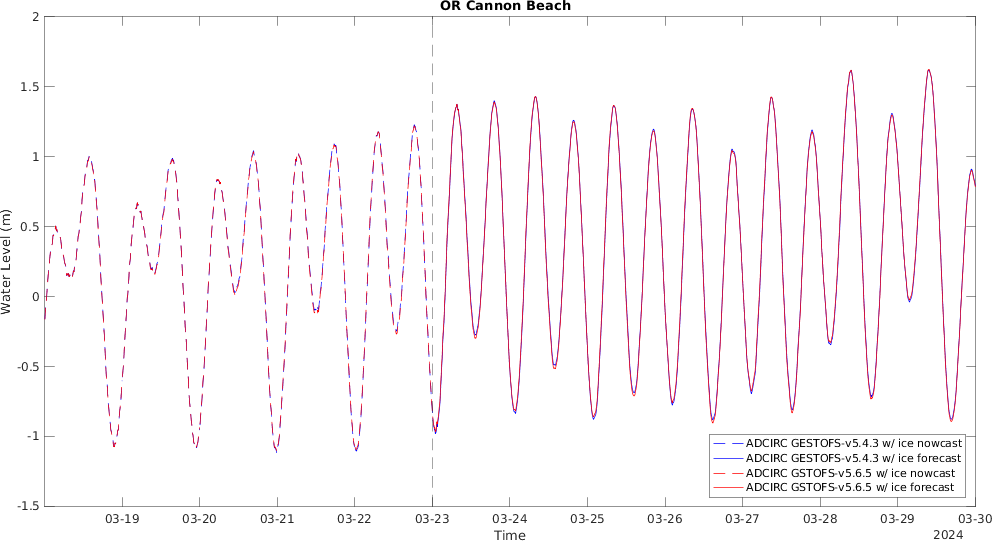 OR Cannon Beach
2
1.5
1
0.5
0
-0.5
-1
-1.5
Water Level (m)
ADCIRC GESTOFS-v5.4.3 w/ ice nowcast
ADCIRC GESTOFS-v5.4.3 w/ ice forecast
ADCIRC GSTOFS-v5.6.5 w/ ice nowcast
ADCIRC GSTOFS-v5.6.5 w/ ice forecast
03-19 03-20 03-21 03-22 03-23 03-24 03-25 03-26 03-27 03-28 03-29 03-30
Time
2024